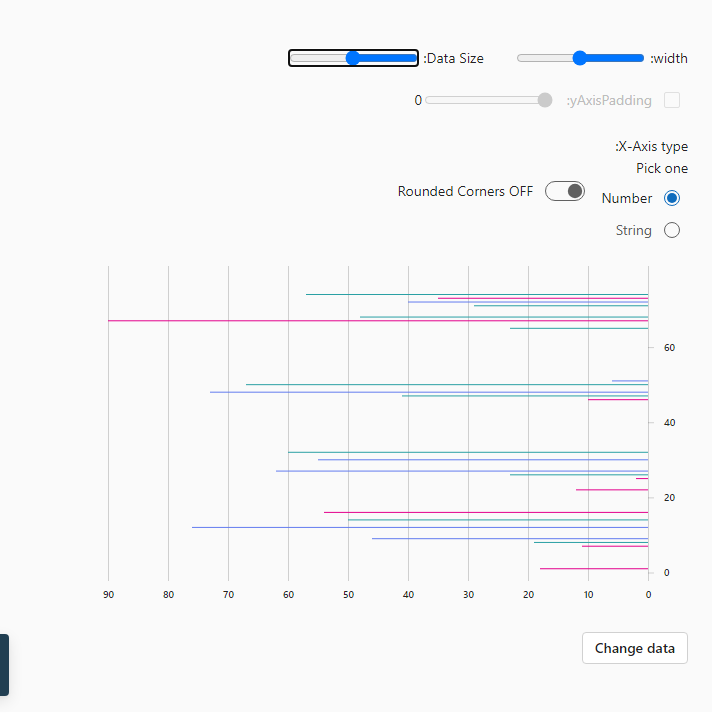 :width
:Data Size
:yAxisPadding
0
:X-Axis type
Pick one
Number
Rounded Corners OFF
String
60
40
20
0
90 80 70 60 50 40 30 20 10 0
Change data